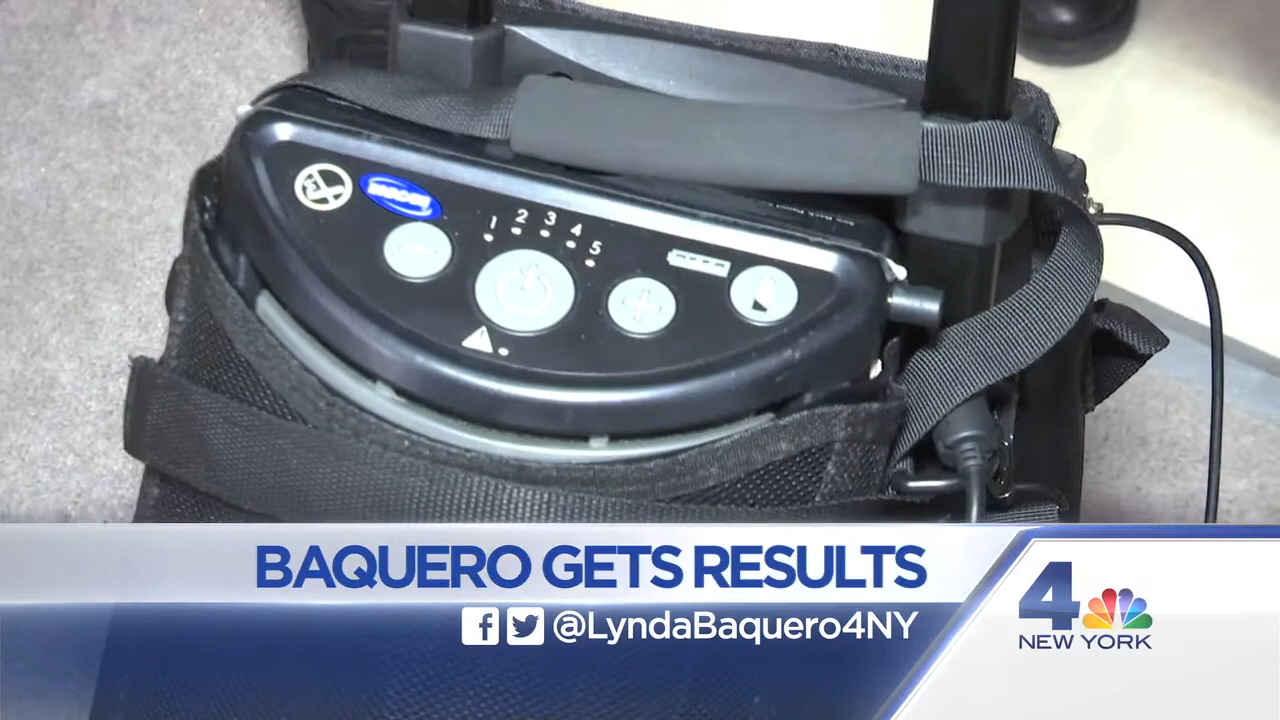 1 2 3 4 5
BAQUERO GETS RESULTS
@LyndaBaquero4NY
4
NEW YORK